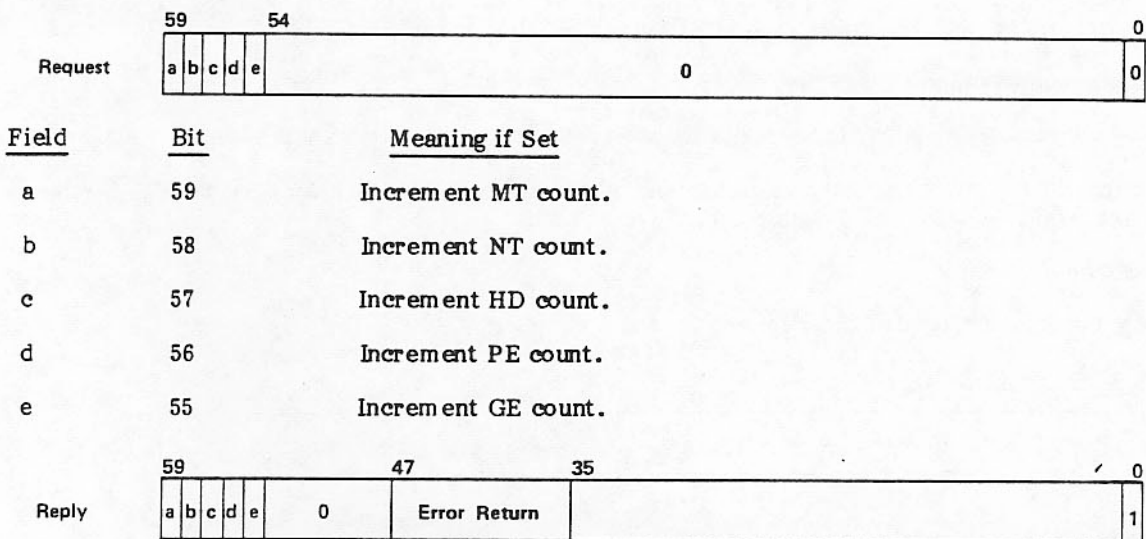 59 54 0
Request a b c d e 0 0
Field Bit Meaning if Set
a 59 Increment MT count.
b 58 Increment NT count.
c 57 Increment HD count.
d 56 Increment PE count.
e 55 Increment GE count.
59 47 35 0
Reply a b c d e 0 Error Return 1